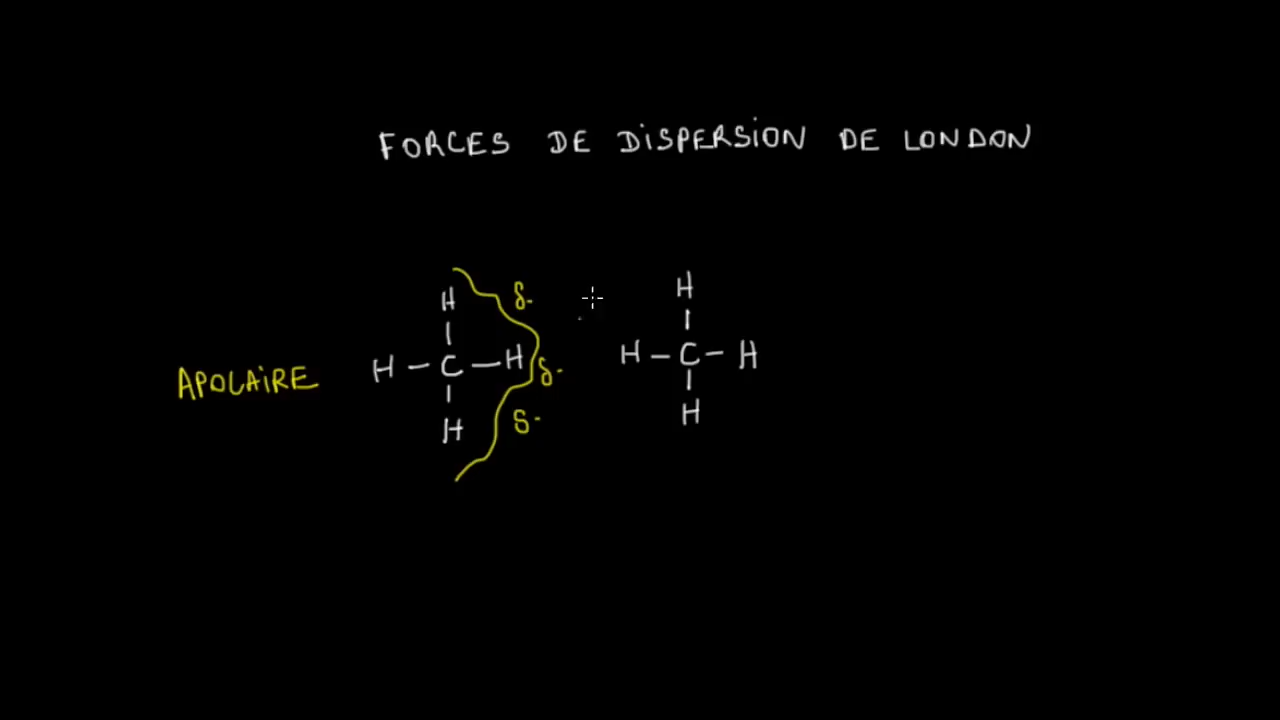 FORCES DE DISPERSION DE LONDON
H
H
δ-
H-C-H
H-C-H
APOLAIRE
δ-
H
H
δ-